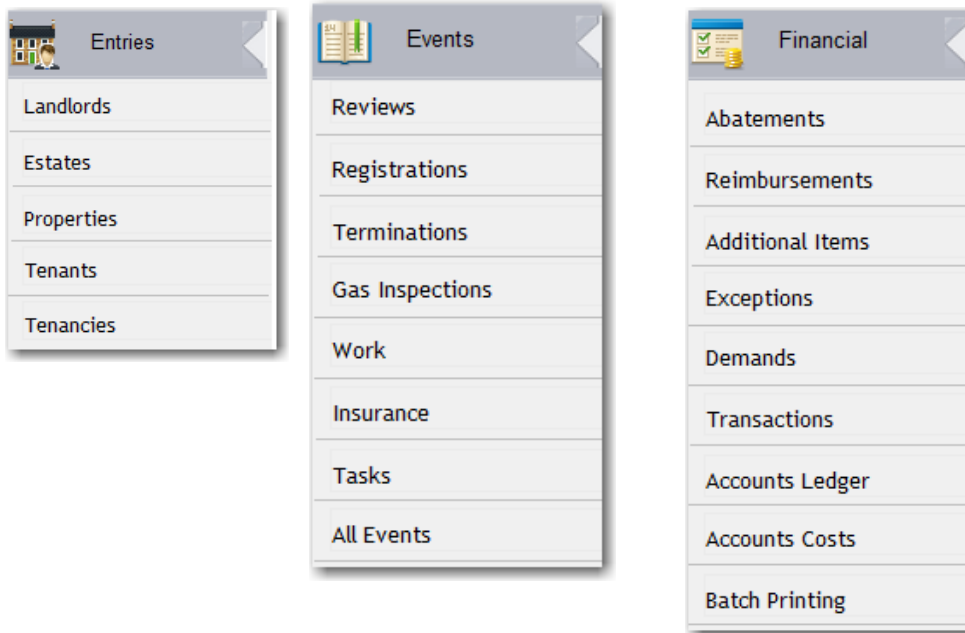 Entries
Landlords
Estates
Properties
Tenants
Tenancies
Events
Reviews
Registrations
Terminations
Gas Inspections
Work
Insurance
Tasks
All Events
Financial
Abatements
Reimbursements
Additional Items
Exceptions
Demands
Transactions
Accounts Ledger
Accounts Costs
Batch Printing